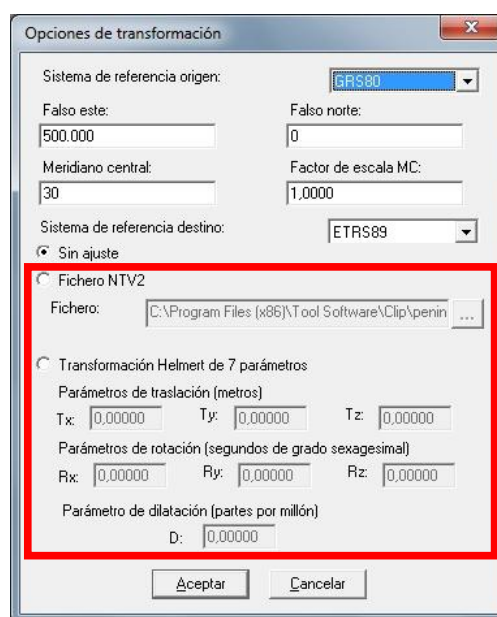 Opciones de transformación
Sistema de referencia origen: GRS80
Falso este: Falso norte:
500.000 0
Meridiano central: Factor de escala MC:
30 1,0000
Sistema de referencia destino: ETRS89
Sin ajuste
Fichero NTV2
Fichero: C:\Program Files (x86)\Tool Software\Clip\penin ...
Transformación Helmert de 7 parámetros
Parámetros de traslación (metros)
Tx: 0,00000 Ty: 0,00000 Tz: 0,00000
Parámetros de rotación (segundos de grado sexagesimal)
Rx: 0,00000 Ry: 0,00000 Rz: 0,00000
Parámetro de dilatación (partes por millón)
D: 0,00000
Aceptar Cancelar